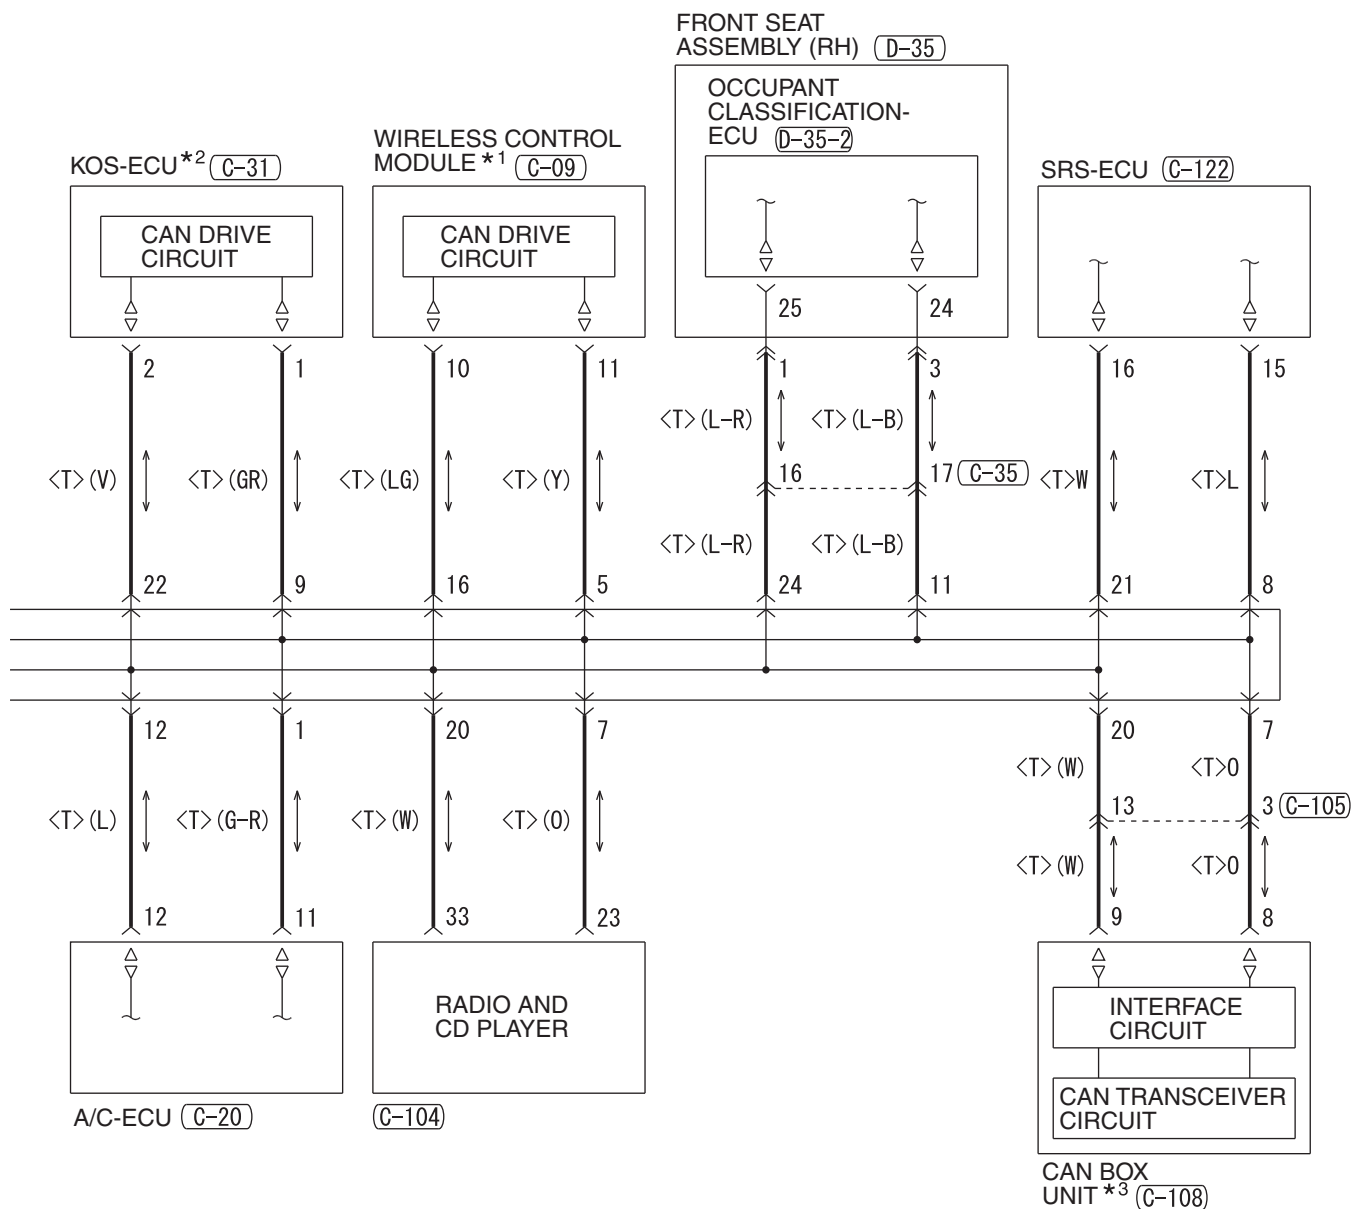 FRONT SEAT
ASSEMBLY (RH) D-35
OCCUPANT
CLASSIFICATION-
ECU D-35-2
WIRELESS CONTROL
MODULE *1 C-09
KOS-ECU*2 C-31
SRS-ECU C-122
CAN DRIVE
CIRCUIT
CAN DRIVE
CIRCUIT
25 24
2 1 10 11 1 3 16 15
<T>(L-R) <T>(L-B)
<T>(V) <T>(GR) <T>(LG) <T>(Y) 16 17 C-35 <T>W <T>L
<T>(L-R) <T>(L-B)
22 9 16 5 24 11 21 8
12 1 20 7 20 7
<T>(W) <T>O
13 3 C-105
<T>(L) <T>(G-R) <T>(W) <T>(O)
<T>(W) <T>O
12 11 33 23 9 8
RADIO AND
CD PLAYER
INTERFACE
CIRCUIT
CAN TRANSCEIVER
CIRCUIT
A/C-ECU C-20
C-104
CAN BOX
UNIT *3 C-108